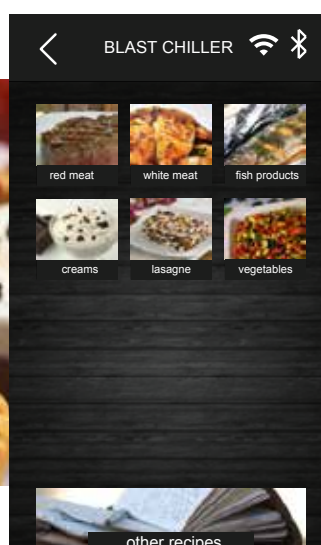 BLAST CHILLER
red meat
white meat
fish products
creams
lasagne
vegetables
other recipes